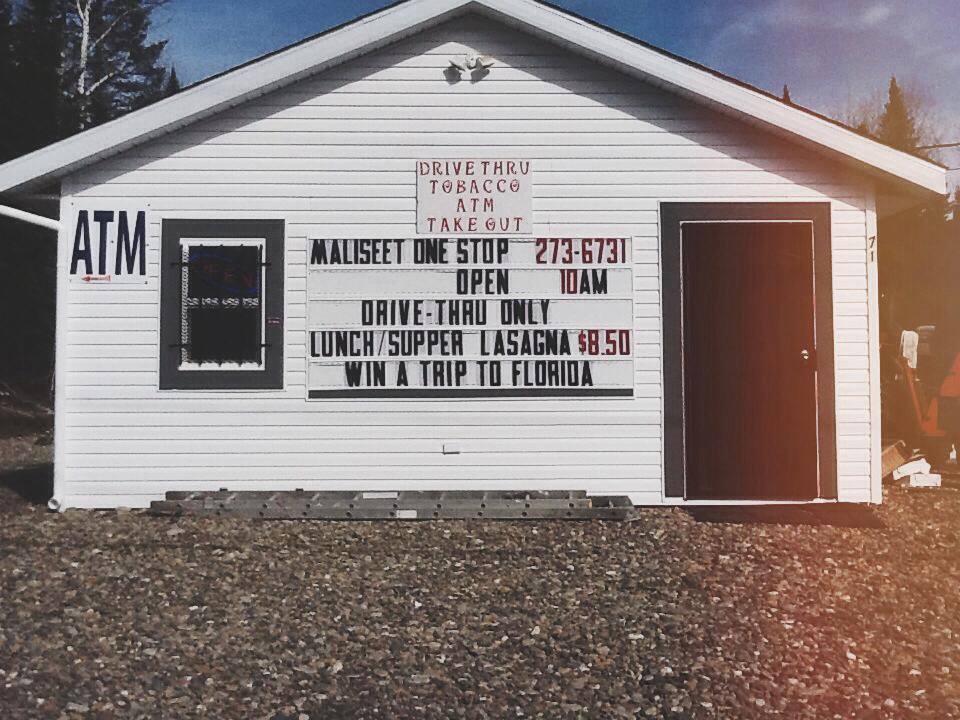 DRIVE THRU
TOBACCO
ATM
TAKE OUT
ATM
MALISEET ONE STOP 273-6731
OPEN 10AM
DRIVE-THRU ONLY
LUNCH/SUPPER LASAGNA $8.50
WIN A TRIP TO FLORIDA
OPEN
71